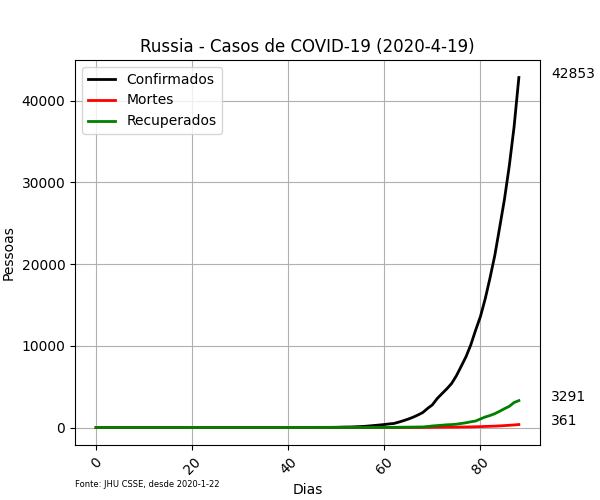 Russia - Casos de COVID-19 (2020-4-19)
Confirmados
Mortes
Recuperados
42853
3291
361
Pessoas
40000
30000
20000
10000
0
0
20
40
60
80
Dias
Fonte: JHU CSSE, desde 2020-1-22